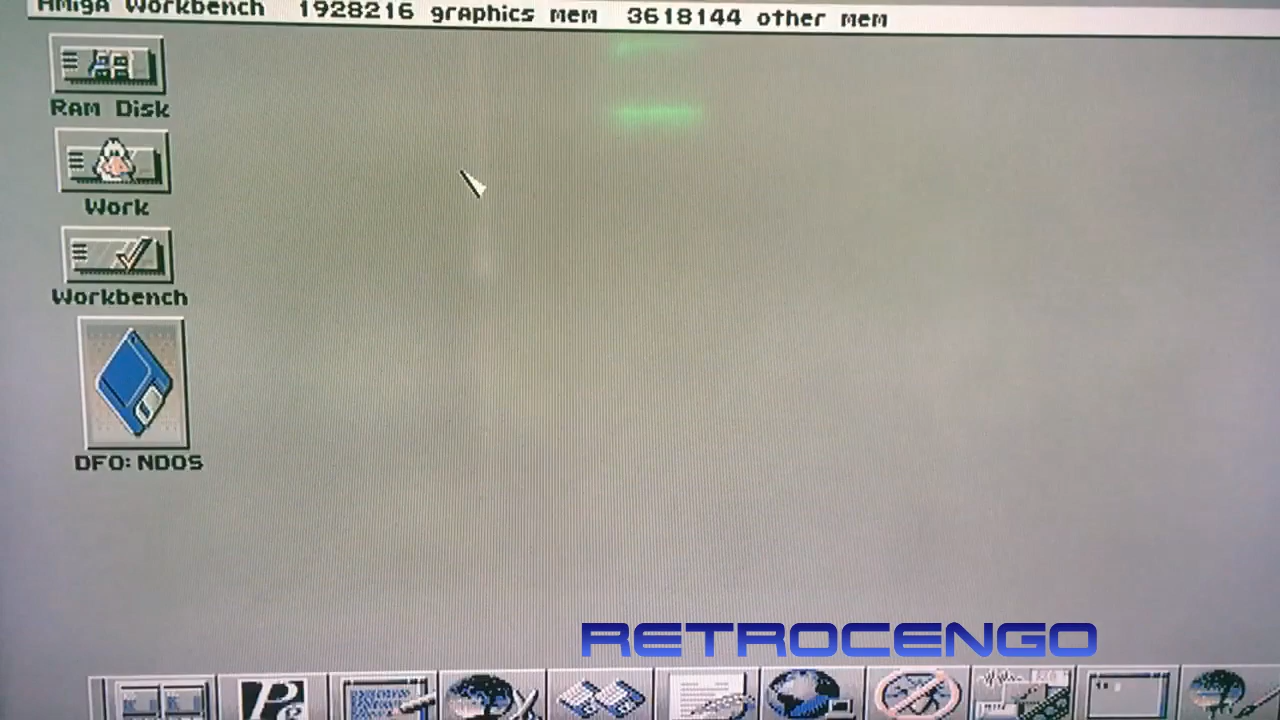 Amiga Workbench 1928216 graphics mem 3618144 other mem
Ram Disk
Work
Workbench
DF0:NDOS
RETROCENGO